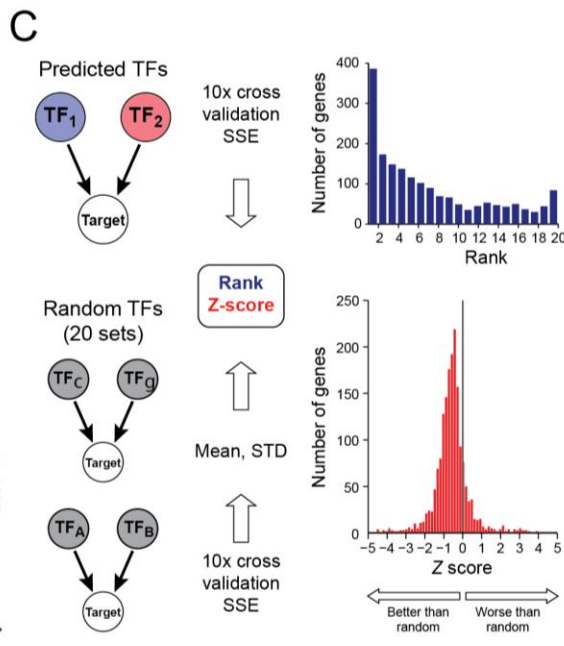 C
Predicted TFs
TF1
TF2
Target
10x cross
validation
SSE
Rank
Z-score
Random TFs
(20 sets)
TFC
TFg
Target
Mean, STD
TFA
TFB
Target
10x cross
validation
SSE
Number of genes
400
300
200
100
0
2 4 6 8 10 12 14 16 18 20
Rank
Number of genes
250
200
150
100
50
0
−5 −4 −3 −2 −1 0 1 2 3 4 5
Z score
Better than
random
Worse than
random